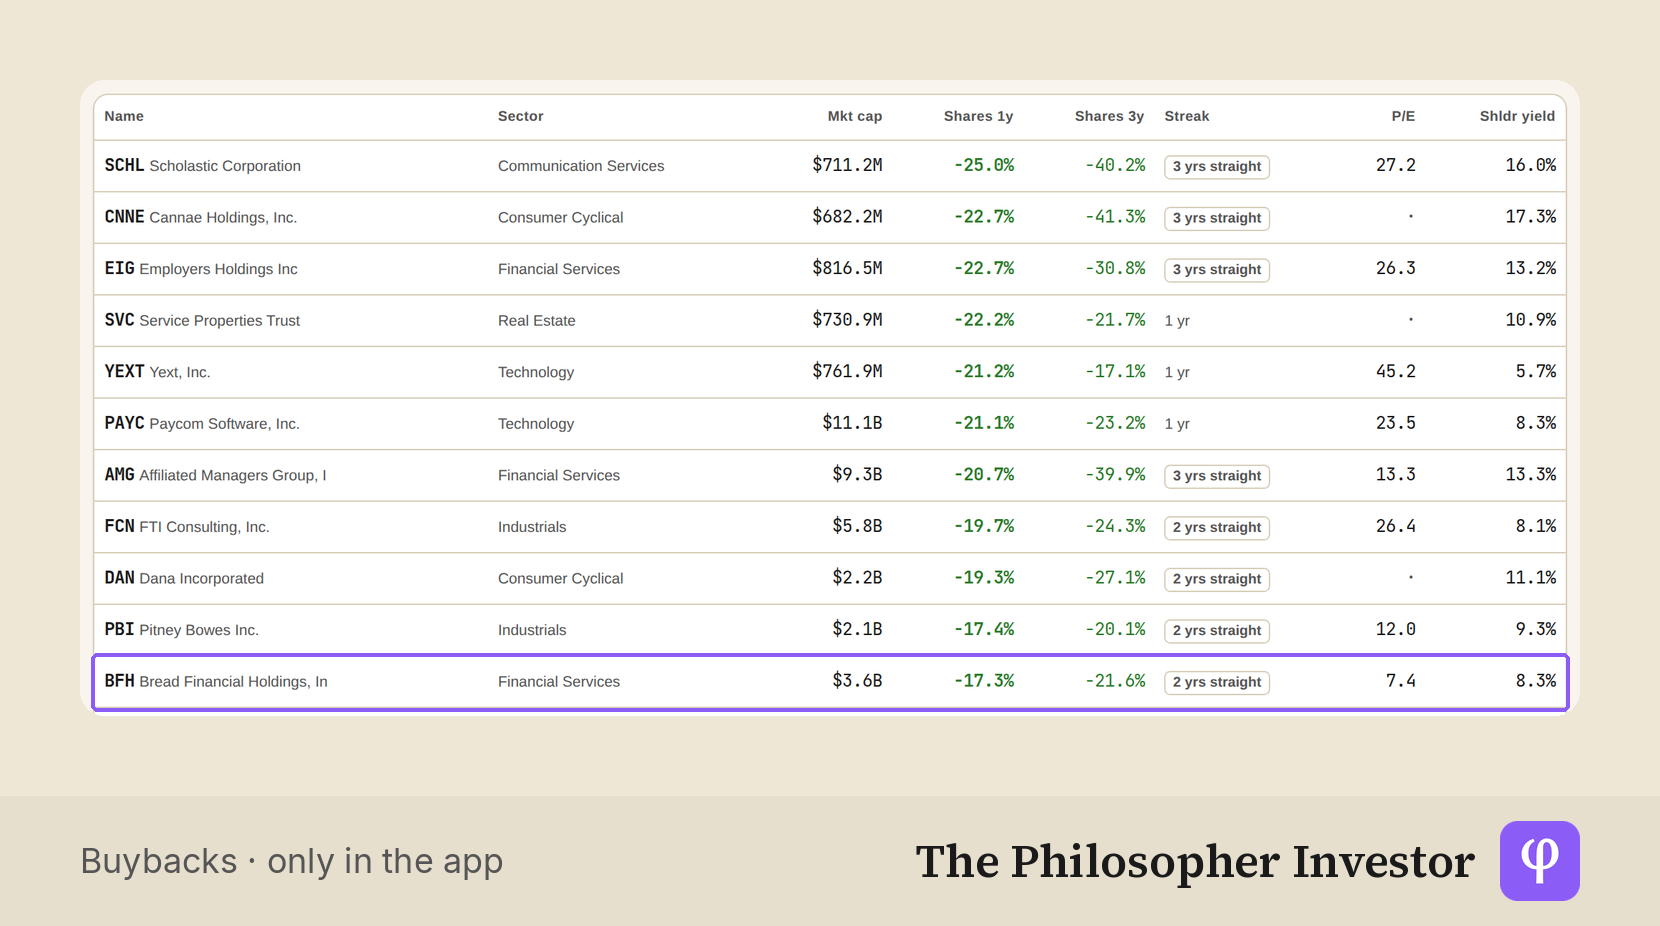 Name Sector Mkt cap Shares 1y Shares 3y Streak P/E Shldr yield
SCHL Scholastic Corporation Communication Services $711.2M -25.0% -40.2% 3 yrs straight 27.2 16.0%
CNNE Cannae Holdings, Inc. Consumer Cyclical $682.2M -22.7% -41.3% 3 yrs straight · 17.3%
EIG Employers Holdings Inc Financial Services $816.5M -22.7% -30.8% 3 yrs straight 26.3 13.2%
SVC Service Properties Trust Real Estate $730.9M -22.2% -21.7% 1 yr · 10.9%
YEXT Yext, Inc. Technology $761.9M -21.2% -17.1% 1 yr 45.2 5.7%
PAYC Paycom Software, Inc. Technology $11.1B -21.1% -23.2% 1 yr 23.5 8.3%
AMG Affiliated Managers Group, I Financial Services $9.3B -20.7% -39.9% 3 yrs straight 13.3 13.3%
FCN FTI Consulting, Inc. Industrials $5.8B -19.7% -24.3% 2 yrs straight 26.4 8.1%
DAN Dana Incorporated Consumer Cyclical $2.2B -19.3% -27.1% 2 yrs straight · 11.1%
PBI Pitney Bowes Inc. Industrials $2.1B -17.4% -20.1% 2 yrs straight 12.0 9.3%
BFH Bread Financial Holdings, In Financial Services $3.6B -17.3% -21.6% 2 yrs straight 7.4 8.3%
Buybacks · only in the app
The Philosopher Investor φ